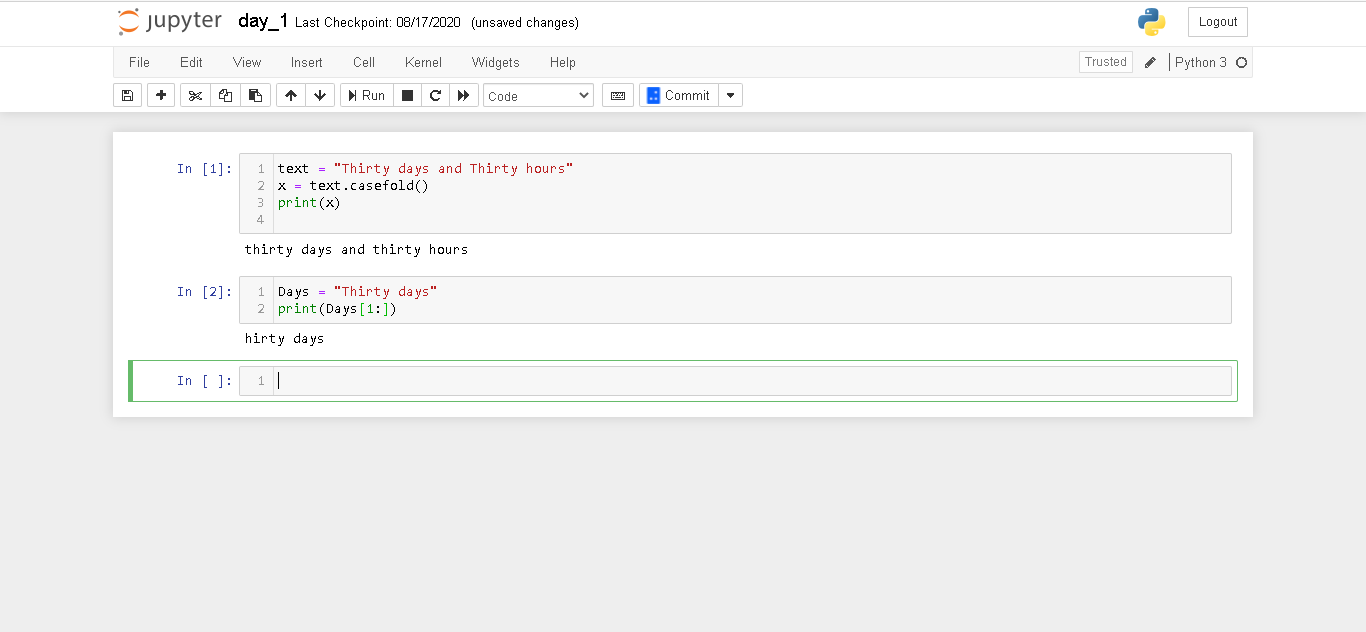 jupyter day_1 Last Checkpoint: 08/17/2020 (unsaved changes) Logout
File Edit View Insert Cell Kernel Widgets Help Trusted Python 3
Run Code Commit
In [1]: 1 text = "Thirty days and Thirty hours"
2 x = text.casefold()
3 print(x)
4
thirty days and thirty hours
In [2]: 1 Days = "Thirty days"
2 print(Days[1:])
hirty days
In [ ]: 1